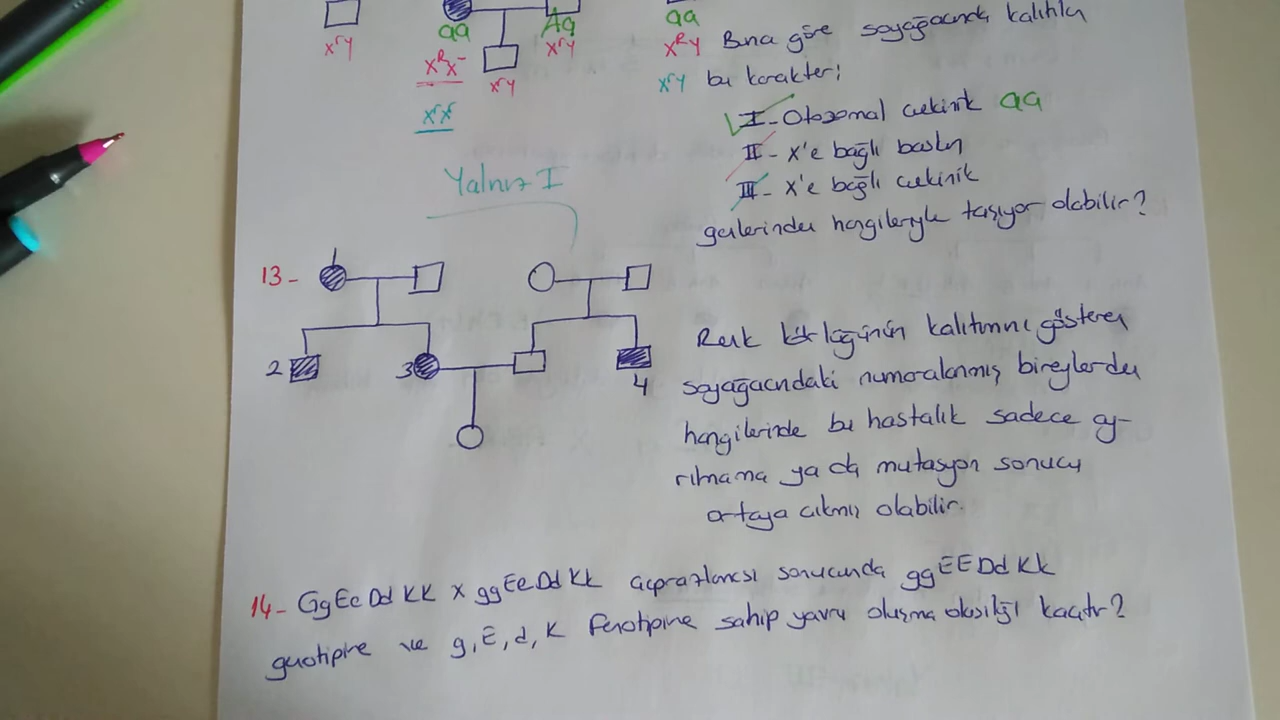 aa Aa aa
xʳy xᴿx⁻ xʳy xʳy xᴿy Buna göre soyağacında kalıtılan
xʳxʳ xʳy bu karakter;
I- Otozomal çekinik aa
II- X'e bağlı baskın
Yalnız I
III- X'e bağlı çekinik
genlerinden hangileriyle taşıyor olabilir?
13-
Renk körlüğünün kalıtımını gösteren
2 3 4
soyağacındaki numaralanmış bireylerden
hangilerinde bu hastalık sadece ay-
rılmama ya da mutasyon sonucu
ortaya çıkmış olabilir.
14- GgEeDdKK x ggEeDdKk çaprazlaması sonucunda ggEEDdKK
genotipine ve g, E, d, K fenotipine sahip yavru oluşma olasılığı kaçtır?